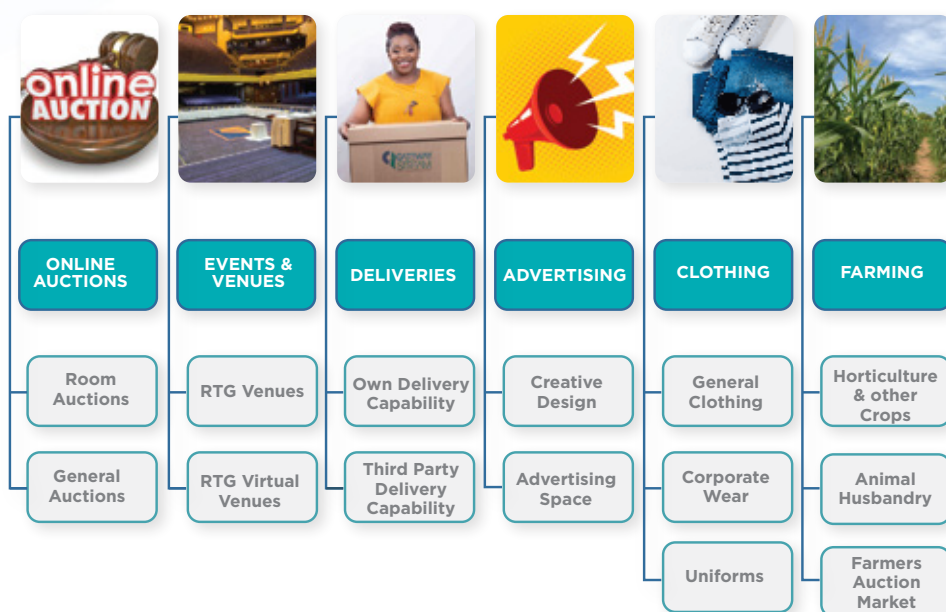 online
AUCTION
GATEWAY
STREAM
ONLINE
AUCTIONS
EVENTS &
VENUES
DELIVERIES
ADVERTISING
CLOTHING
FARMING
Room
Auctions
RTG Venues
Own Delivery
Capability
Creative
Design
General
Clothing
Horticulture
& other
Crops
General
Auctions
RTG Virtual
Venues
Third Party
Delivery
Capability
Advertising
Space
Corporate
Wear
Animal
Husbandry
Uniforms
Farmers
Auction
Market